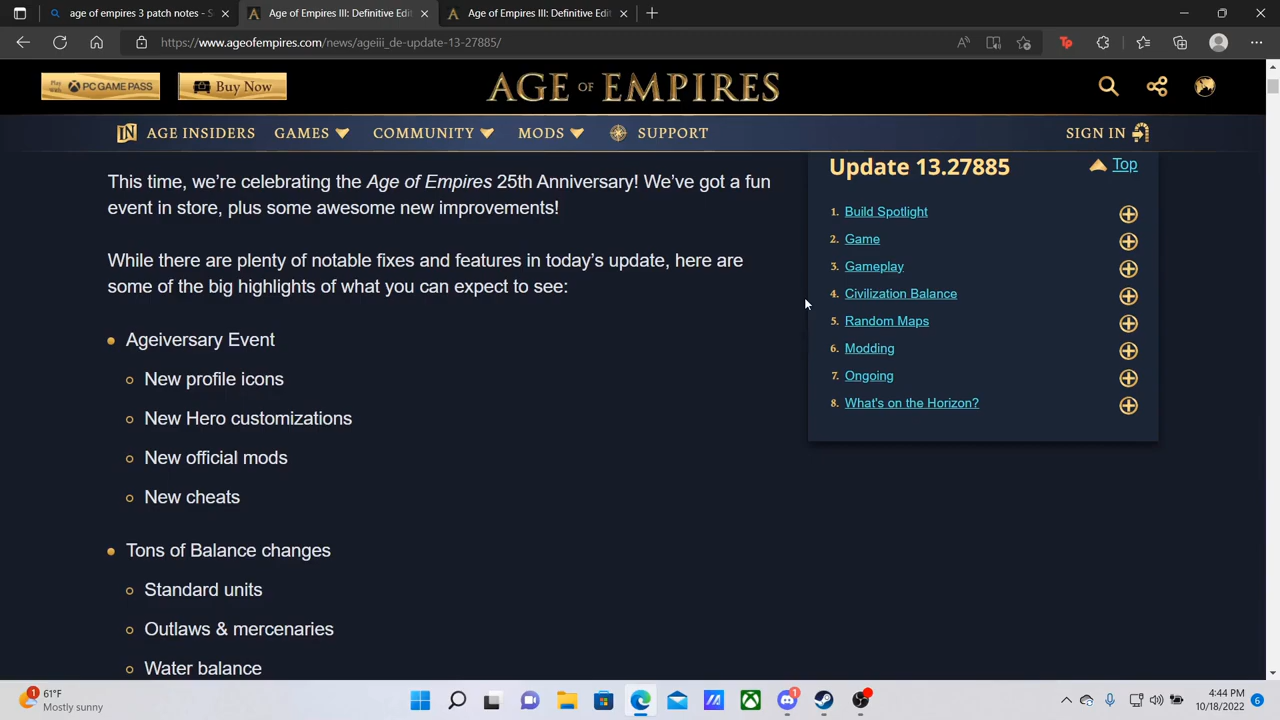 age of empires 3 patch notes - S
Age of Empires III: Definitive Edit
Age of Empires III: Definitive Edit
https://www.ageofempires.com/news/ageiii_de-update-13-27885/
PC GAME PASS
Buy Now
AGE OF EMPIRES
AGE INSIDERS
GAMES
COMMUNITY
MODS
SUPPORT
SIGN IN
This time, we're celebrating the Age of Empires 25th Anniversary! We've got a fun
event in store, plus some awesome new improvements!
While there are plenty of notable fixes and features in today's update, here are
some of the big highlights of what you can expect to see:
Ageiversary Event
New profile icons
New Hero customizations
New official mods
New cheats
Tons of Balance changes
Standard units
Outlaws & mercenaries
Water balance
Update 13.27885
Top
1. Build Spotlight
2. Game
3. Gameplay
4. Civilization Balance
5. Random Maps
6. Modding
7. Ongoing
8. What's on the Horizon?
1
61°F
Mostly sunny
1
4:44 PM
10/18/2022
6